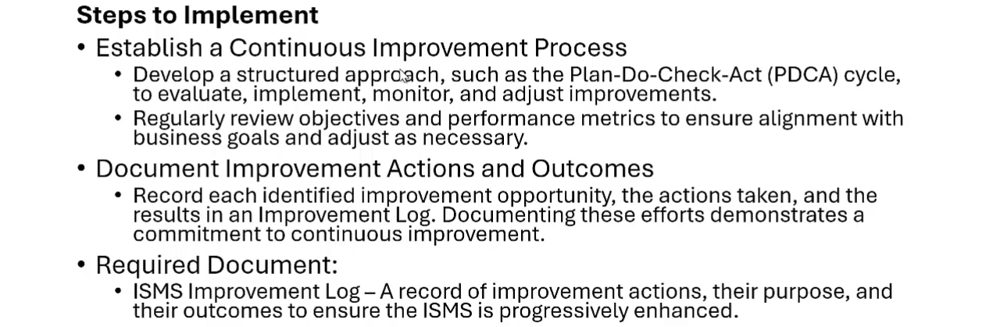 Steps to Implement
• Establish a Continuous Improvement Process
• Develop a structured approach, such as the Plan-Do-Check-Act (PDCA) cycle,
to evaluate, implement, monitor, and adjust improvements.
• Regularly review objectives and performance metrics to ensure alignment with
business goals and adjust as necessary.
• Document Improvement Actions and Outcomes
• Record each identified improvement opportunity, the actions taken, and the
results in an Improvement Log. Documenting these efforts demonstrates a
commitment to continuous improvement.
• Required Document:
• ISMS Improvement Log – A record of improvement actions, their purpose, and
their outcomes to ensure the ISMS is progressively enhanced.